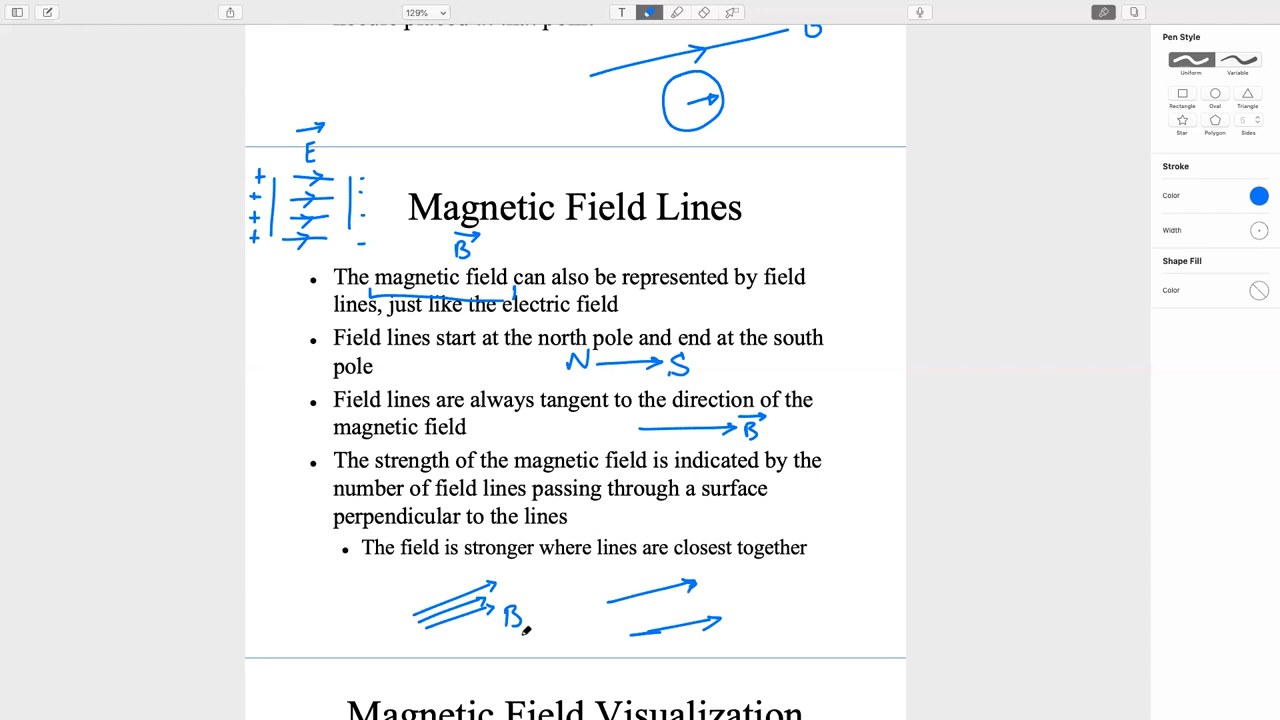 129%
T
B
E
+ -
+ -
+ -
+ -
Magnetic Field Lines
B
• The magnetic field can also be represented by field
lines, just like the electric field
• Field lines start at the north pole and end at the south
pole
N → S
• Field lines are always tangent to the direction of the
magnetic field
B
• The strength of the magnetic field is indicated by the
number of field lines passing through a surface
perpendicular to the lines
• The field is stronger where lines are closest together
B
Magnetic Field Visualization
Pen Style
Uniform Variable
Rectangle Oval Triangle
5
Star Polygon Sides
Stroke
Color
Width
Shape Fill
Color